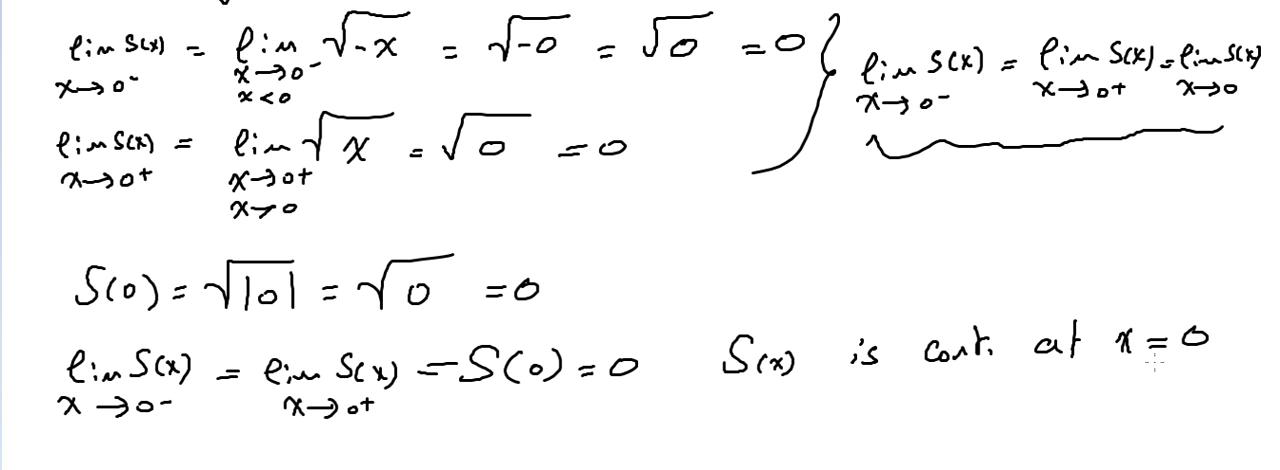 lim S(x) = lim √-x = √-0 = √0 = 0 } lim S(x) = lim S(x) = lim S(x)
x→0⁻ x→0⁻ x→0⁻ x→0+ x→0
x<0
lim S(x) = lim √x = √0 = 0
x→0+ x→0+
x>0
S(0) = √|0| = √0 = 0
lim S(x) = lim S(x) = S(0) = 0 S(x) is cont. at x = 0
x→0- x→0+